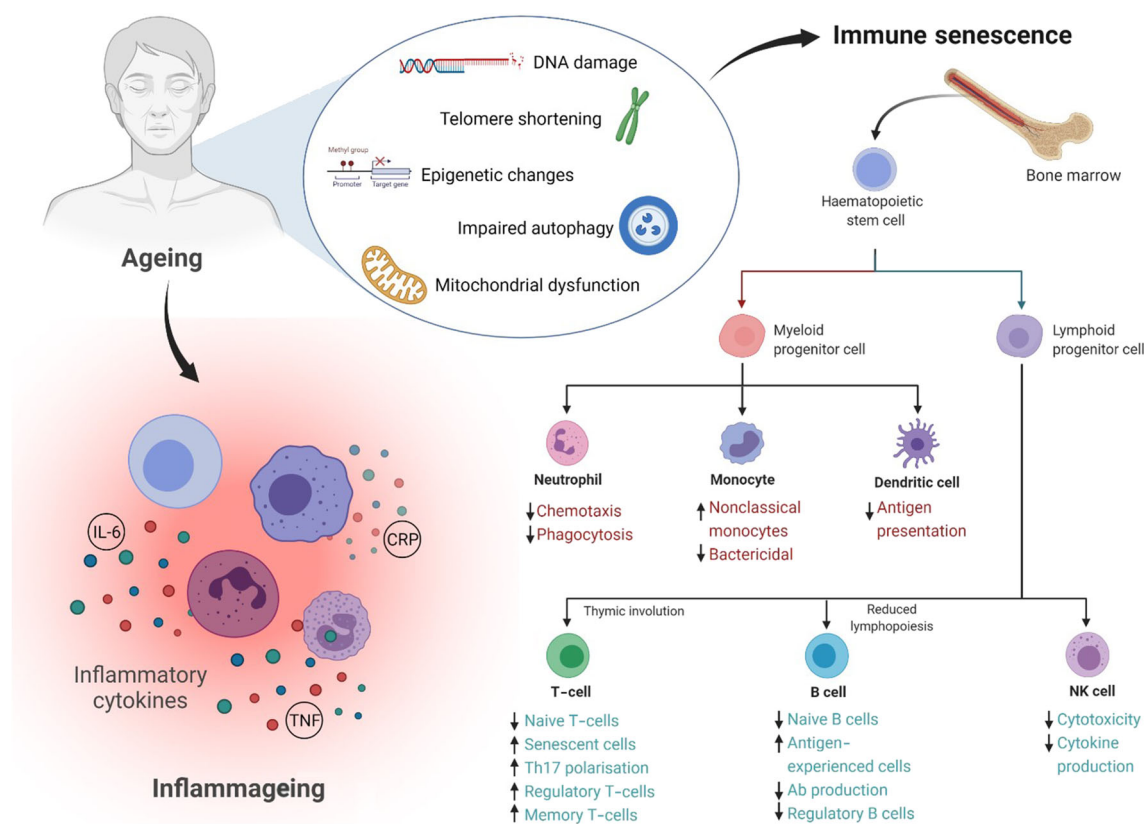 Immune senescence
DNA damage
Telomere shortening
Methyl group
Promoter
Target gene
Epigenetic changes
Impaired autophagy
Mitochondrial dysfunction
Ageing
Bone marrow
Haematopoietic
stem cell
Myeloid
progenitor cell
Lymphoid
progenitor cell
Neutrophil
↓ Chemotaxis
↓ Phagocytosis
Monocyte
↑ Nonclassical
monocytes
↓ Bactericidal
Dendritic cell
↓ Antigen
presentation
Thymic involution
Reduced
lymphopoiesis
T-cell
↓ Naive T-cells
↑ Senescent cells
↑ Th17 polarisation
↑ Regulatory T-cells
↑ Memory T-cells
B cell
↓ Naive B cells
↑ Antigen-
experienced cells
↓ Ab production
↓ Regulatory B cells
NK cell
↓ Cytotoxicity
↓ Cytokine
production
IL-6
CRP
TNF
Inflammatory
cytokines
Inflammageing